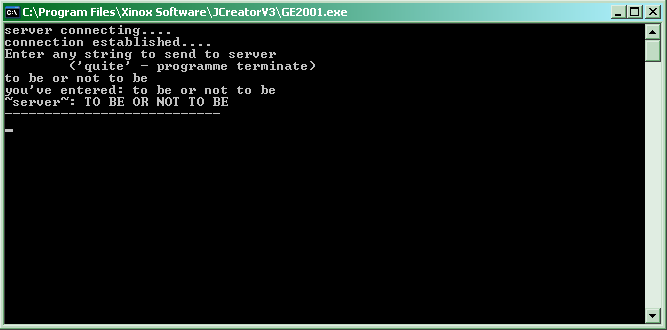 C:\Program Files\Xinox Software\JCreatorV3\GE2001.exe
server connecting....
connection established....
Enter any string to send to server
('quite' - programme terminate)
to be or not to be
you've entered: to be or not to be
~server~: TO BE OR NOT TO BE
---------------------------
_